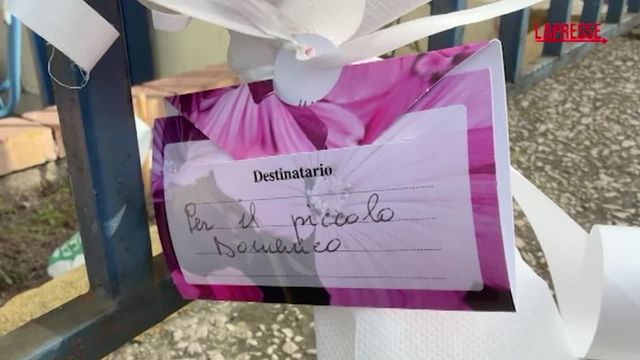 LAPRESSE
Destinatario
Per il piccolo
Domenico